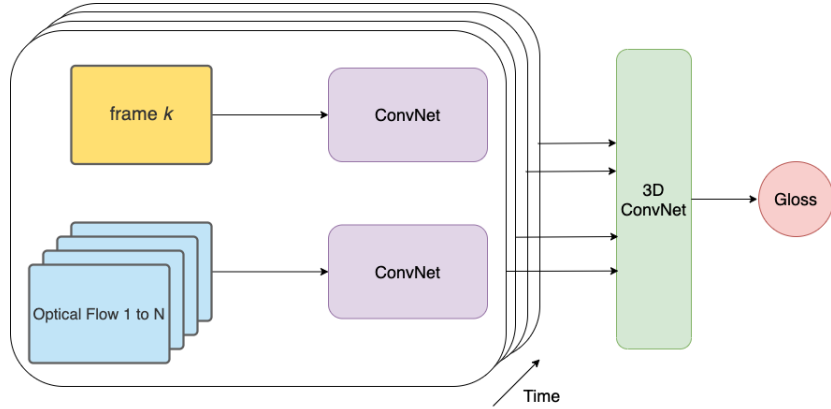 frame k
ConvNet
Optical Flow 1 to N
ConvNet
3D
ConvNet
Gloss
Time